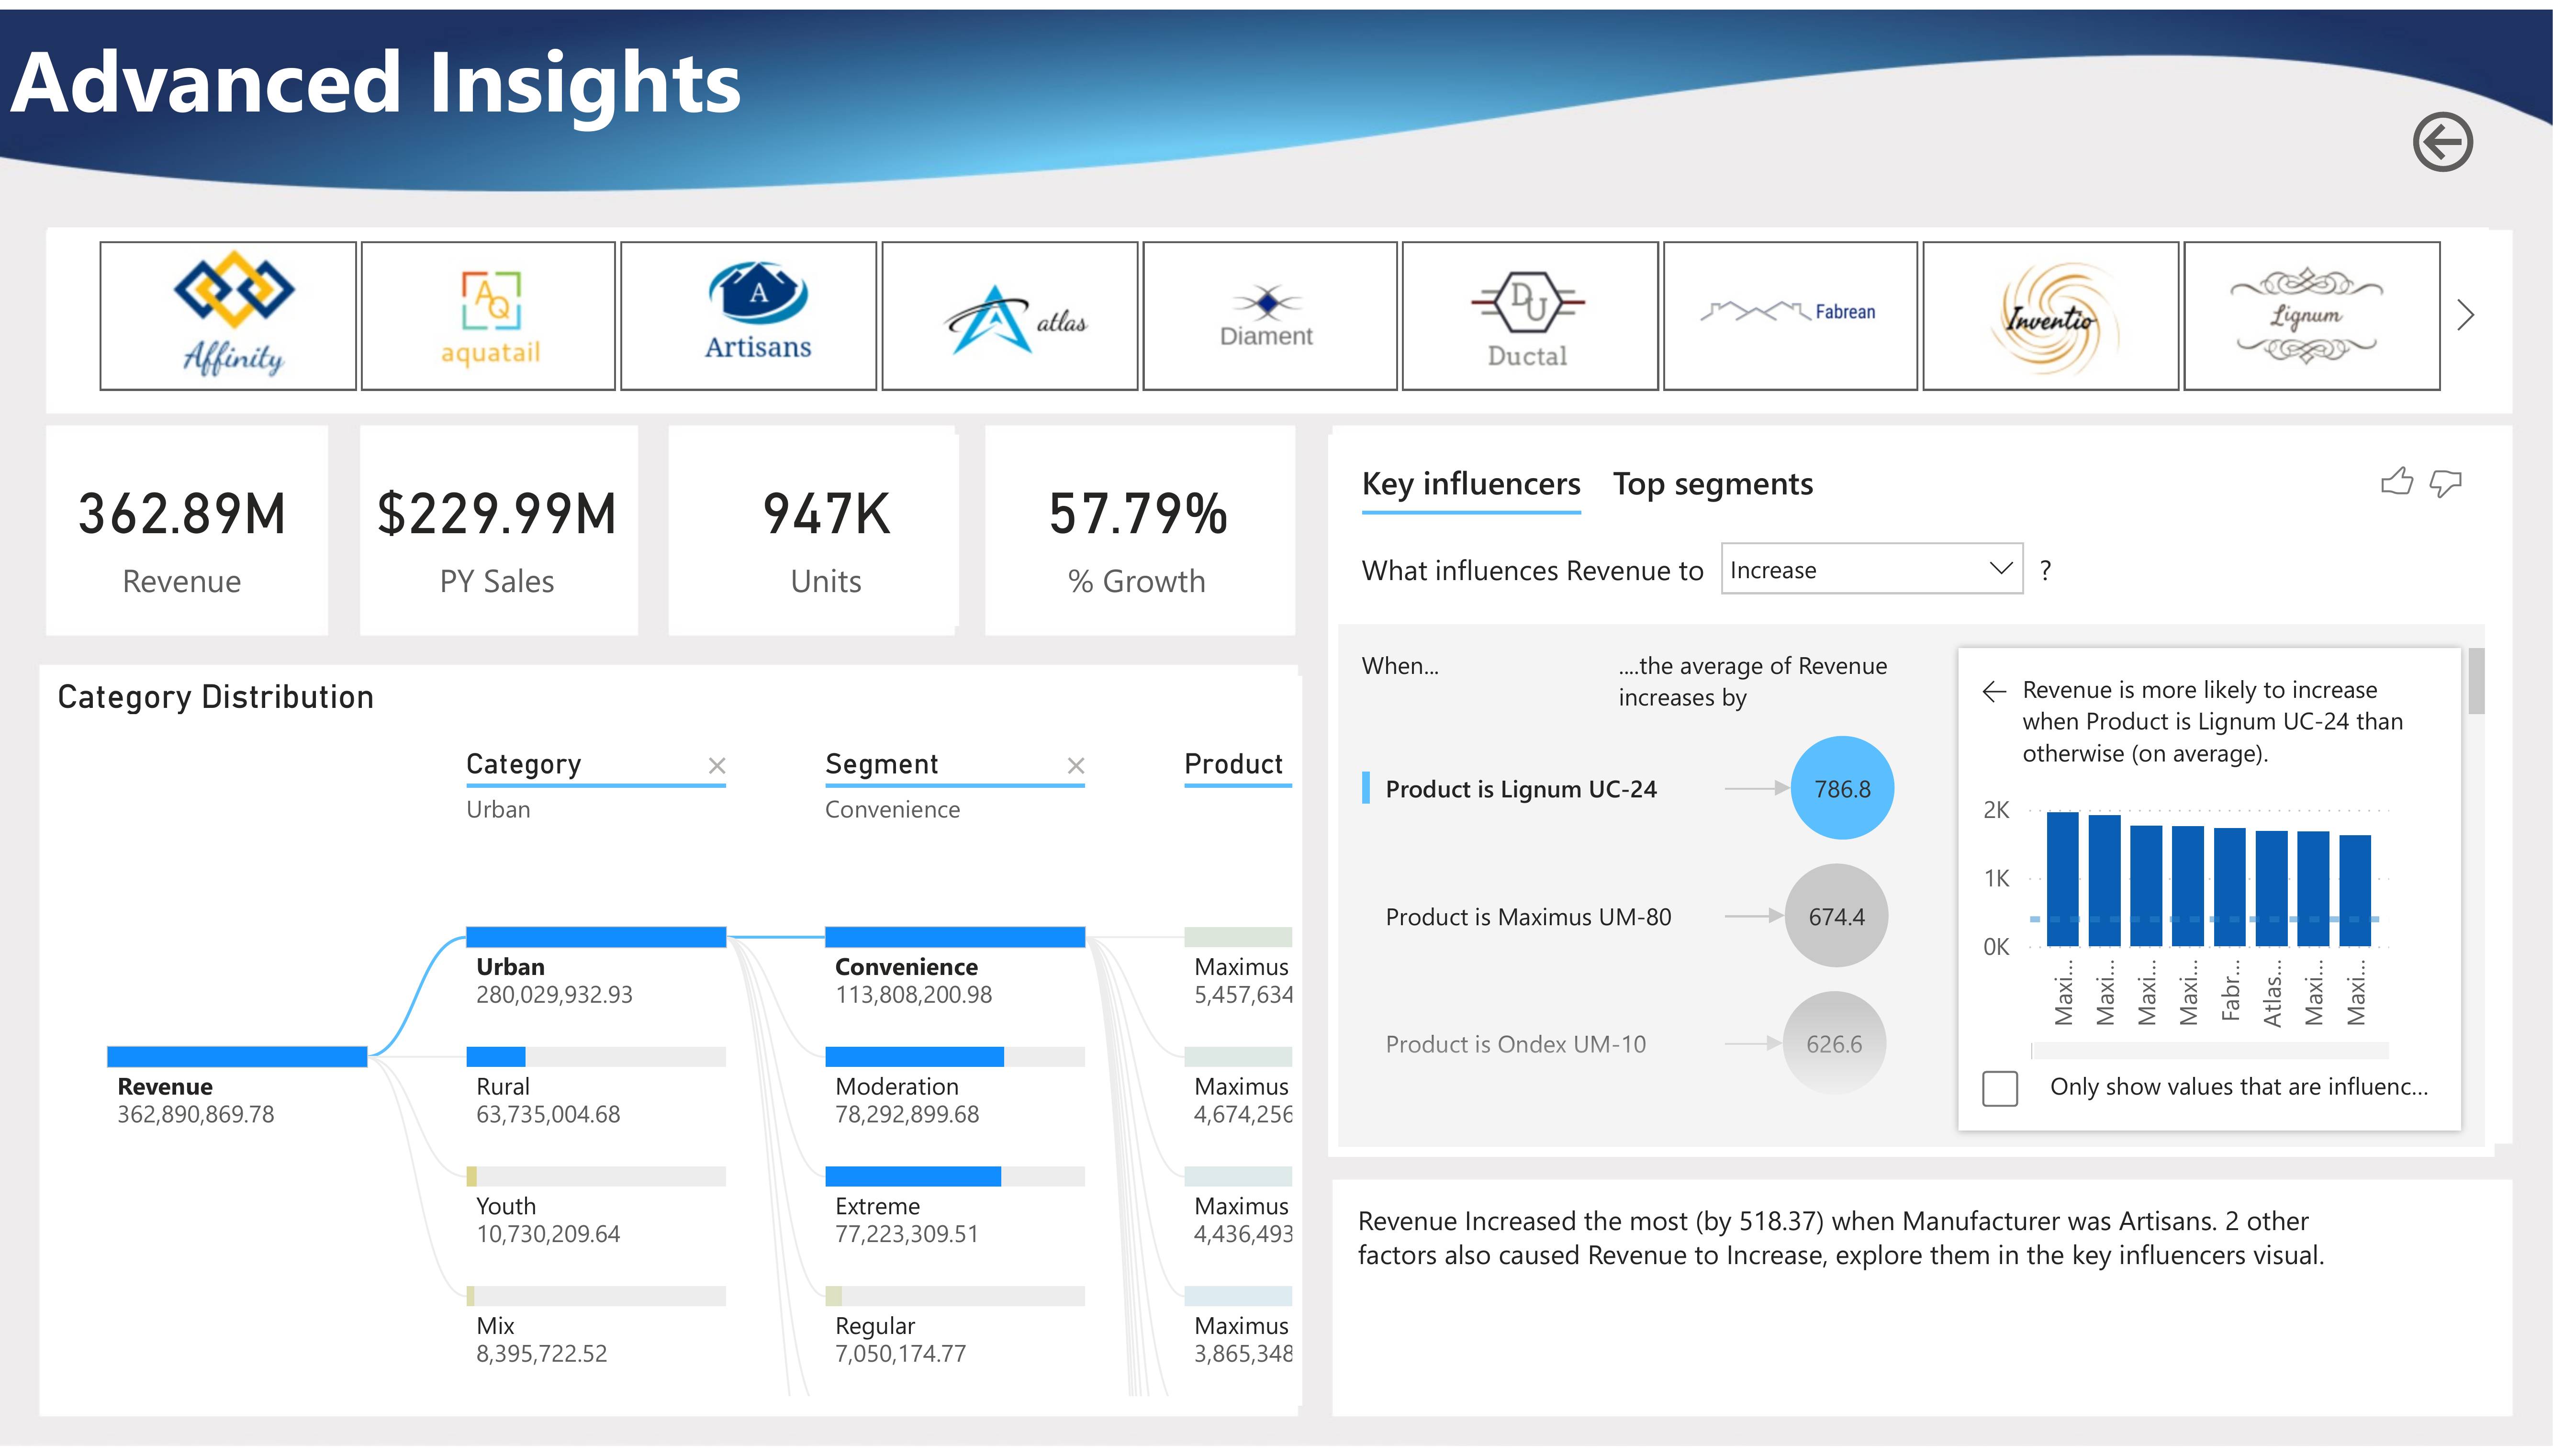 Advanced Insights
Affinity
AQ
aquatail
A
Artisans
atlas
Diament
DU
Ductal
Fabrean
Inventio
Lignum
362.89M
Revenue
$229.99M
PY Sales
947K
Units
57.79%
% Growth
Category Distribution
Category
Urban
Segment
Convenience
Product
Revenue
362,890,869.78
Urban
280,029,932.93
Rural
63,735,004.68
Youth
10,730,209.64
Mix
8,395,722.52
Convenience
113,808,200.98
Moderation
78,292,899.68
Extreme
77,223,309.51
Regular
7,050,174.77
Maximus
5,457,634
Maximus
4,674,256
Maximus
4,436,493
Maximus
3,865,348
Key influencers Top segments
What influences Revenue to Increase ?
When...
....the average of Revenue
increases by
Product is Lignum UC-24 786.8
Product is Maximus UM-80 674.4
Product is Ondex UM-10 626.6
Revenue is more likely to increase
when Product is Lignum UC-24 than
otherwise (on average).
2K
1K
0K
Maxi...
Maxi...
Maxi...
Maxi...
Fabr...
Atlas...
Maxi...
Maxi...
Only show values that are influenc...
Revenue Increased the most (by 518.37) when Manufacturer was Artisans. 2 other
factors also caused Revenue to Increase, explore them in the key influencers visual.